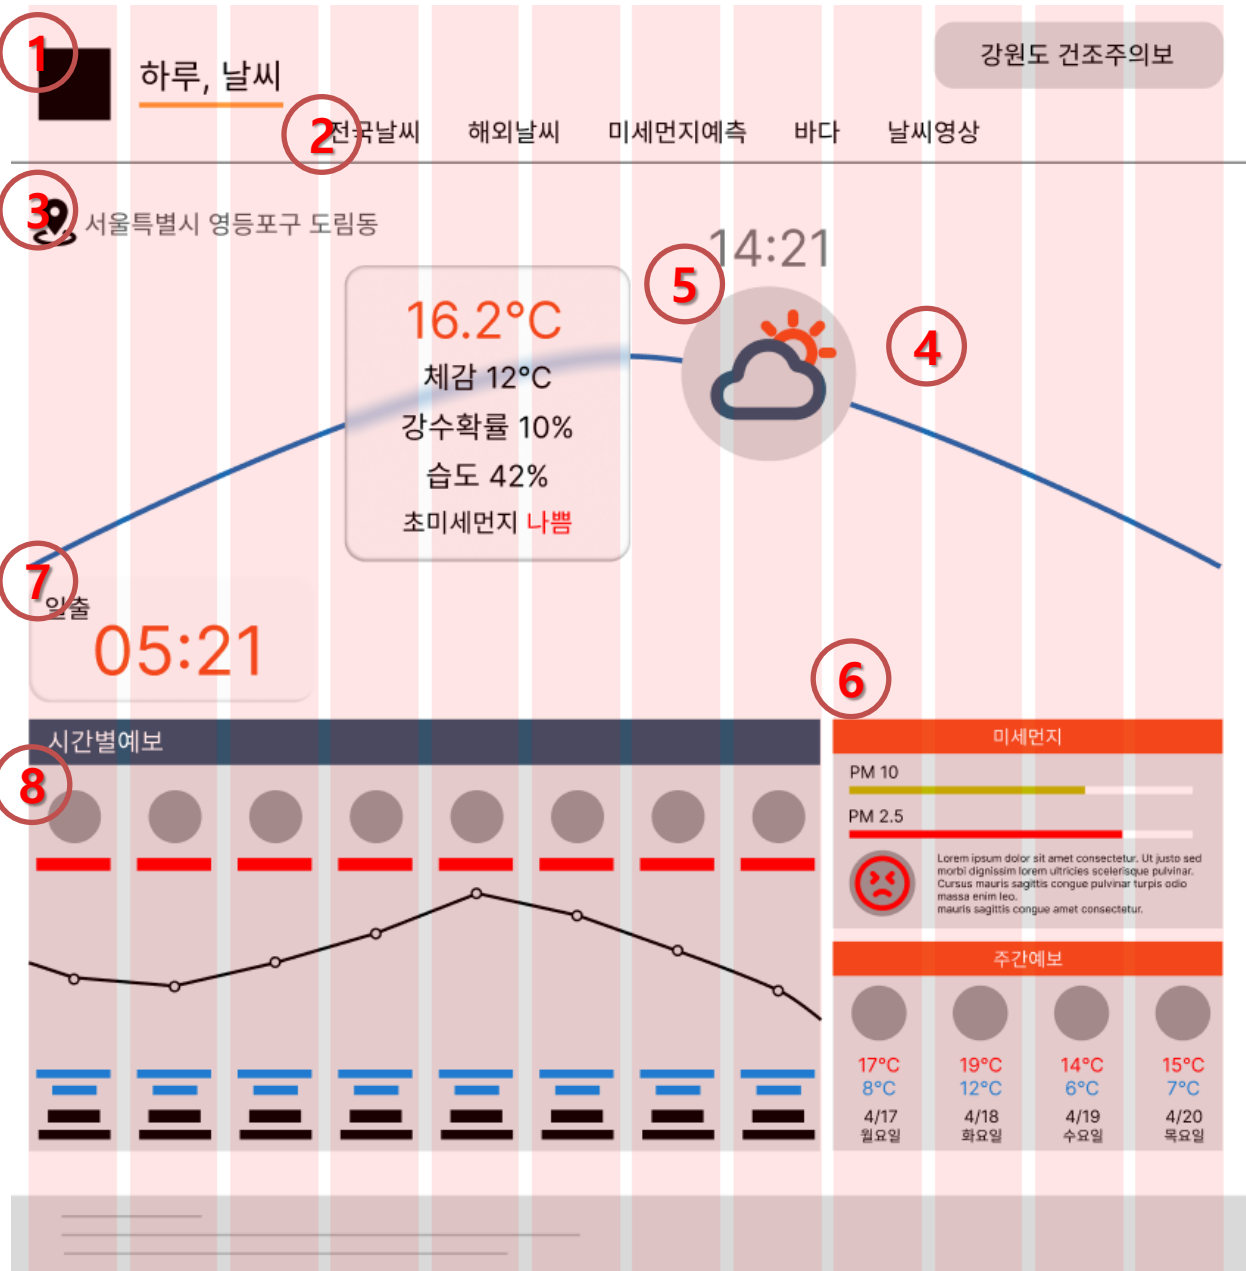 1
하루, 날씨
강원도 건조주의보
2
전국날씨 해외날씨 미세먼지예측 바다 날씨영상
3
서울특별시 영등포구 도림동
14:21
5
4
16.2°C
체감 12°C
강수확률 10%
습도 42%
초미세먼지 나쁨
7
일출
05:21
6
시간별예보
8
미세먼지
PM 10
PM 2.5
Lorem ipsum dolor sit amet consectetur. Ut justo sed
morbi dignissim lorem ultricies scelerisque pulvinar.
Cursus mauris sagittis congue pulvinar turpis odio
massa enim leo.
mauris sagittis congue amet consectetur.
주간예보
17°C 19°C 14°C 15°C
8°C 12°C 6°C 7°C
4/17 4/18 4/19 4/20
월요일 화요일 수요일 목요일